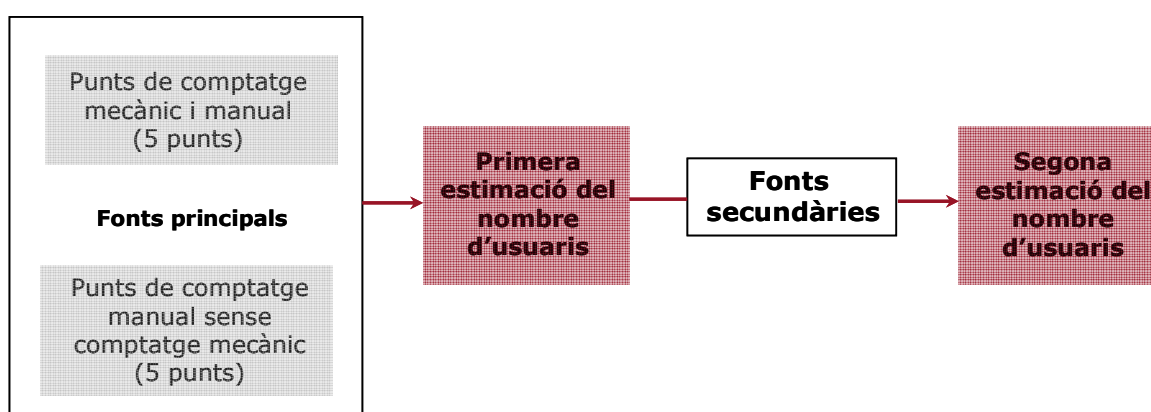 Punts de comptatge
mecànic i manual
(5 punts)
Fonts principals
Punts de comptatge
manual sense
comptatge mecànic
(5 punts)
Primera
estimació del
nombre
d’usuaris
Fonts
secundàries
Segona
estimació del
nombre
d’usuaris